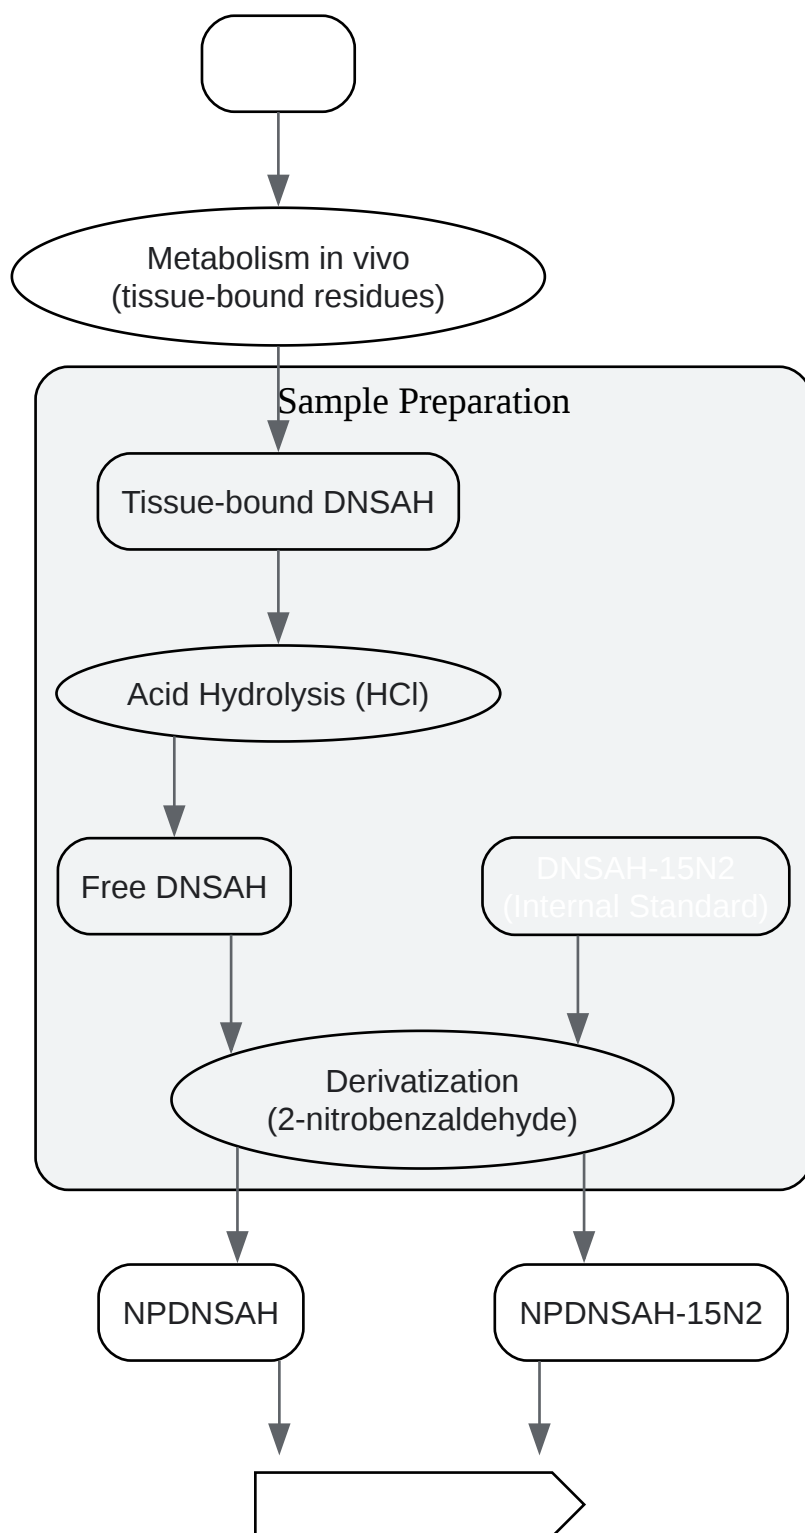 Metabolism in vivo
(tissue-bound residues)
Sample Preparation
Tissue-bound DNSAH
Acid Hydrolysis (HCl)
Free DNSAH
DNSAH-15N2
(Internal Standard)
Derivatization
(2-nitrobenzaldehyde)
NPDNSAH
NPDNSAH-15N2